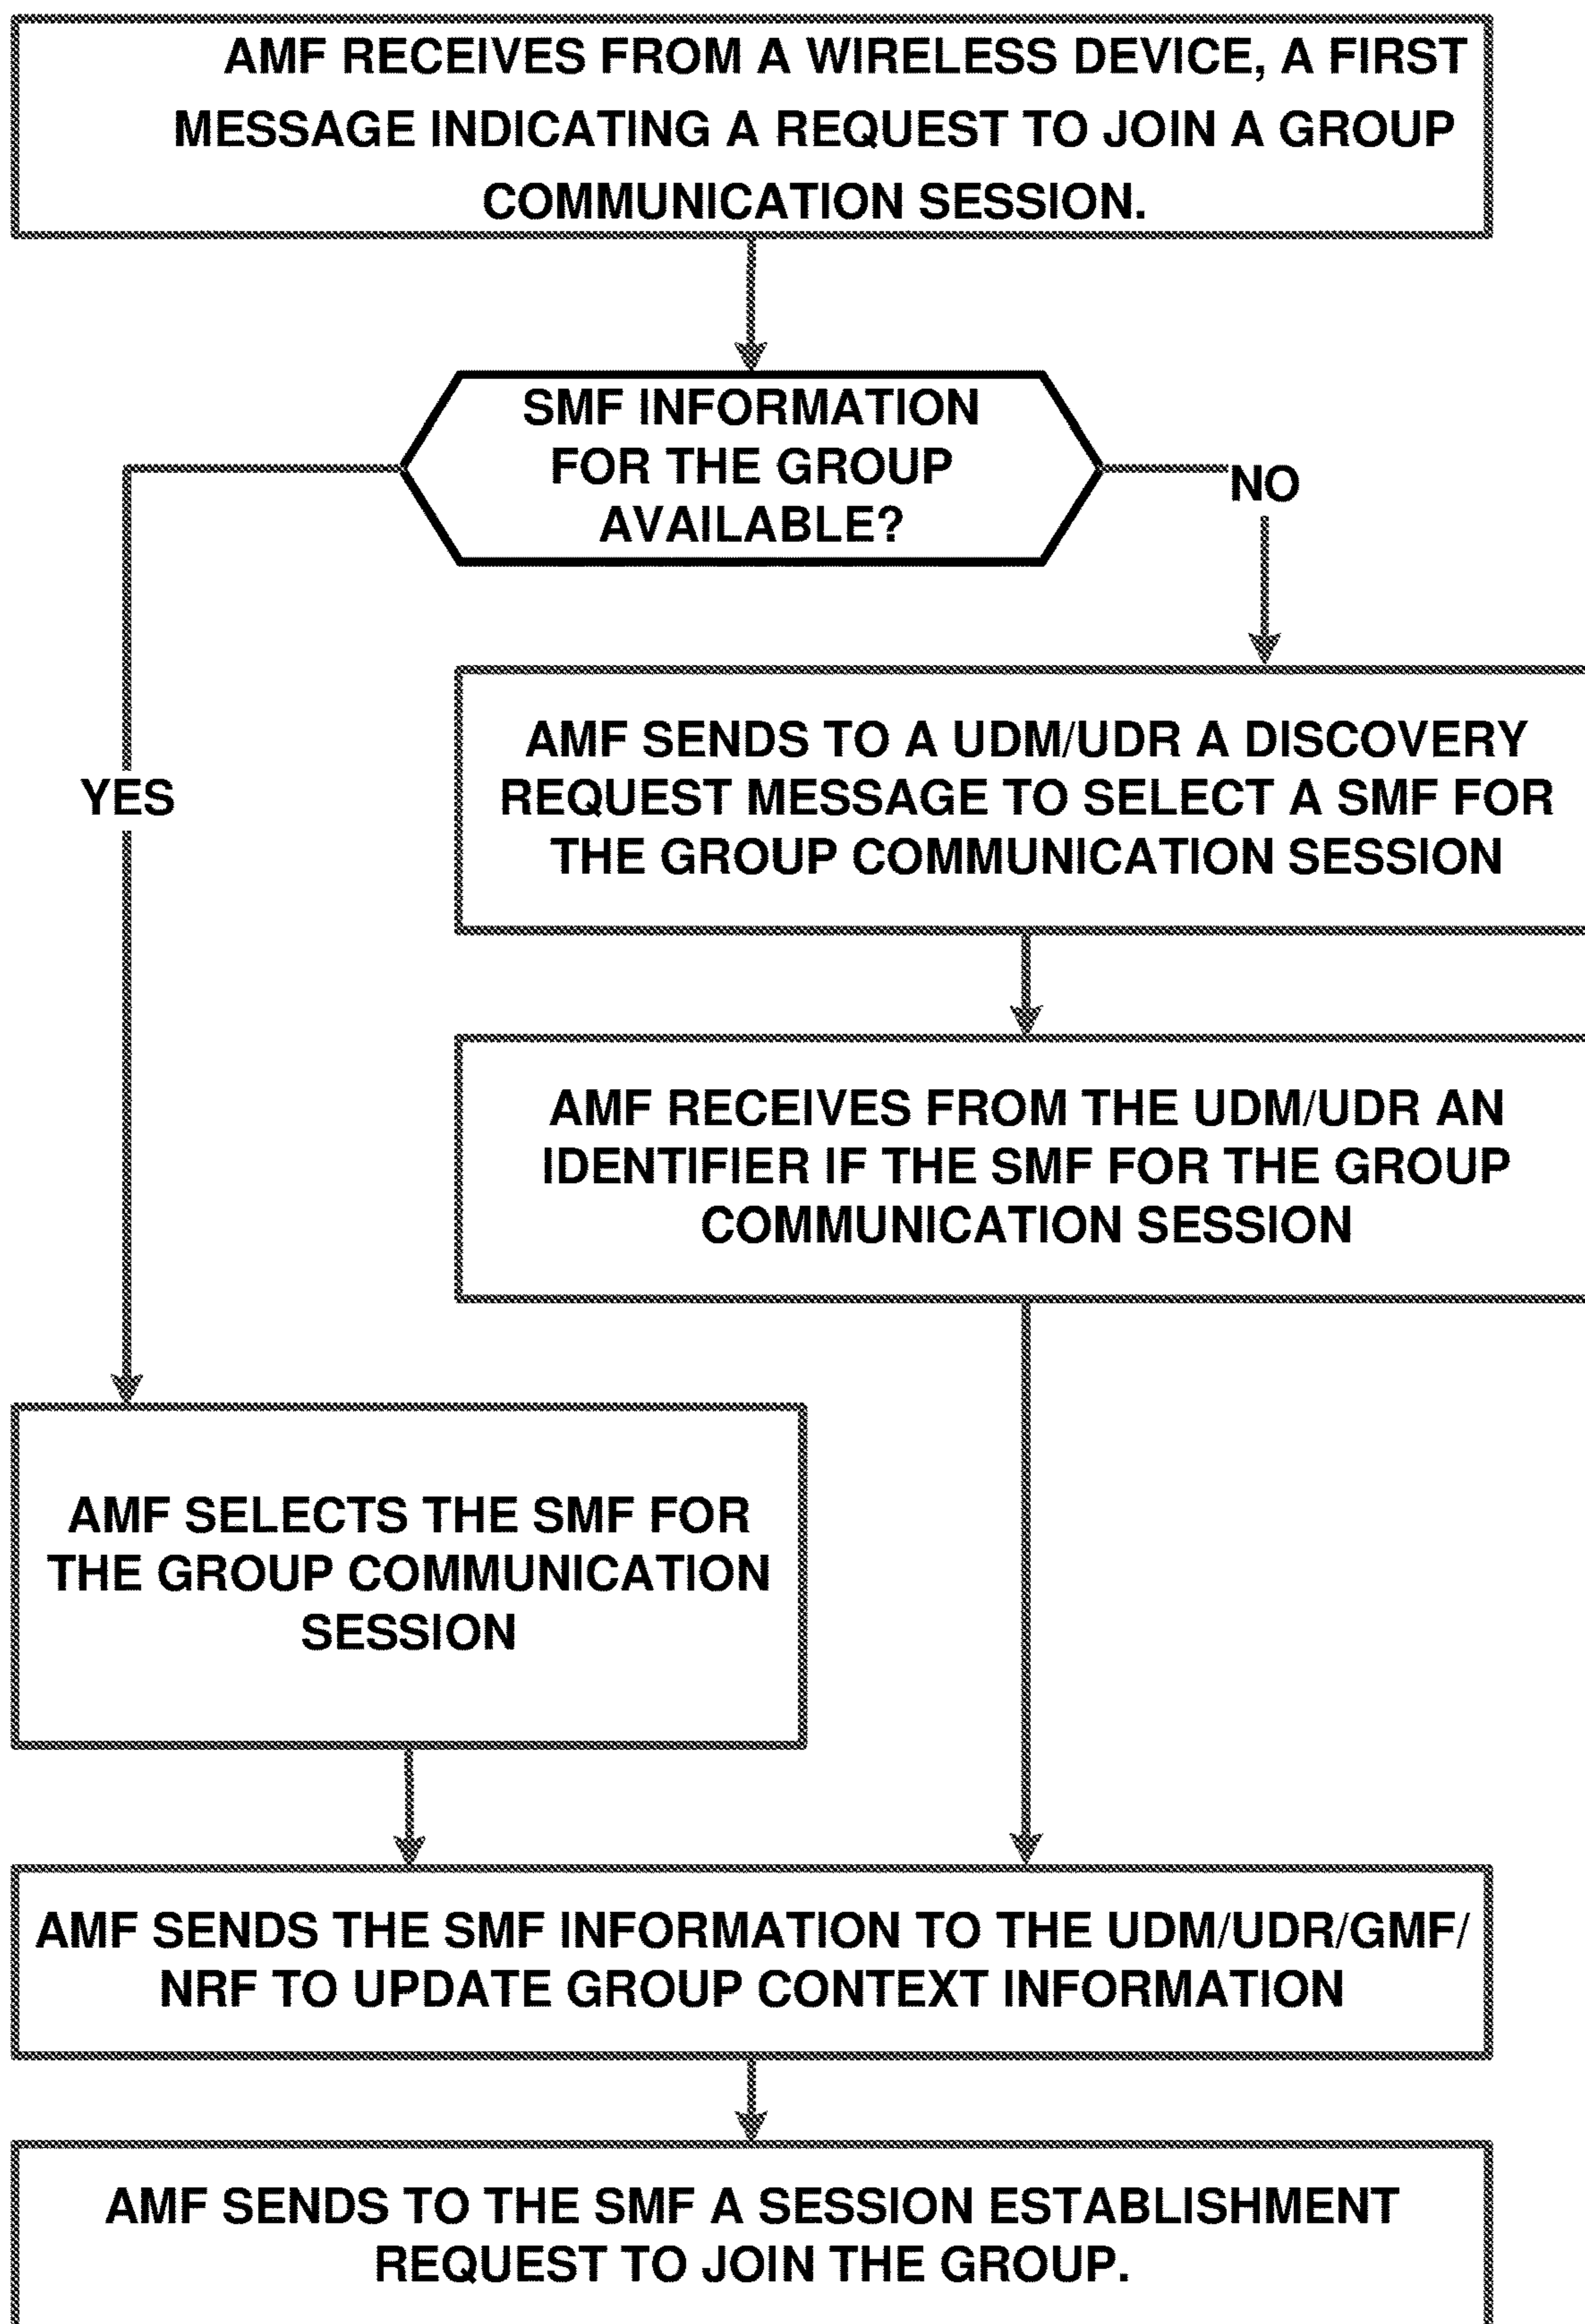 AMF RECEIVES FROM A WIRELESS DEVICE, A FIRST
MESSAGE INDICATING A REQUEST TO JOIN A GROUP
COMMUNICATION SESSION.
SMF INFORMATION
FOR THE GROUP
AVAILABLE?
NO
AMF SENDS TO A UDM/UDR A DISCOVERY
REQUEST MESSAGE TO SELECT A SMF FOR
THE GROUP COMMUNICATION SESSION
YES
AMF RECEIVES FROM THE UDM/UDR AN
IDENTIFIER IF THE SMF FOR THE GROUP
COMMUNICATION SESSION
AMF SELECTS THE SMF FOR
THE GROUP COMMUNICATION
SESSION
AMF SENDS THE SMF INFORMATION TO THE UDM/UDR/GMF/
NRF TO UPDATE GROUP CONTEXT INFORMATION
AMF SENDS TO THE SMF A SESSION ESTABLISHMENT
REQUEST TO JOIN THE GROUP.